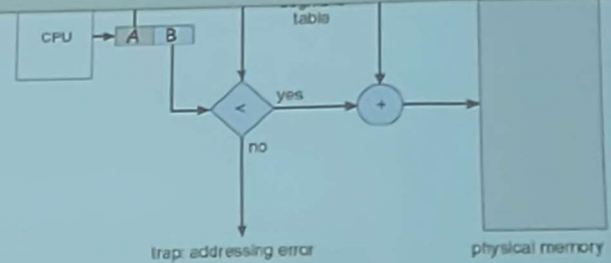 table
CPU
A B
<
yes
+
no
trap: addressing error
physical memory